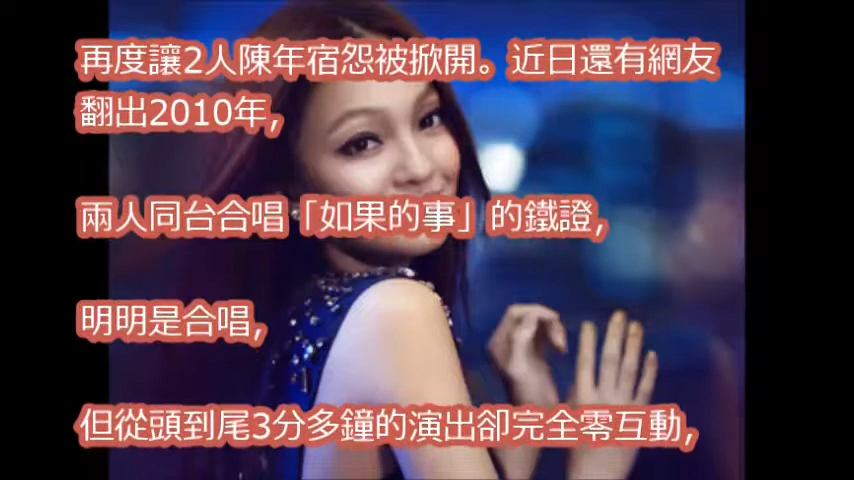 再度讓2人陳年宿怨被掀開。近日還有網友
翻出2010年,
兩人同台合唱「如果的事」的鐵證,
明明是合唱,
但從頭到尾3分多鐘的演出卻完全零互動,